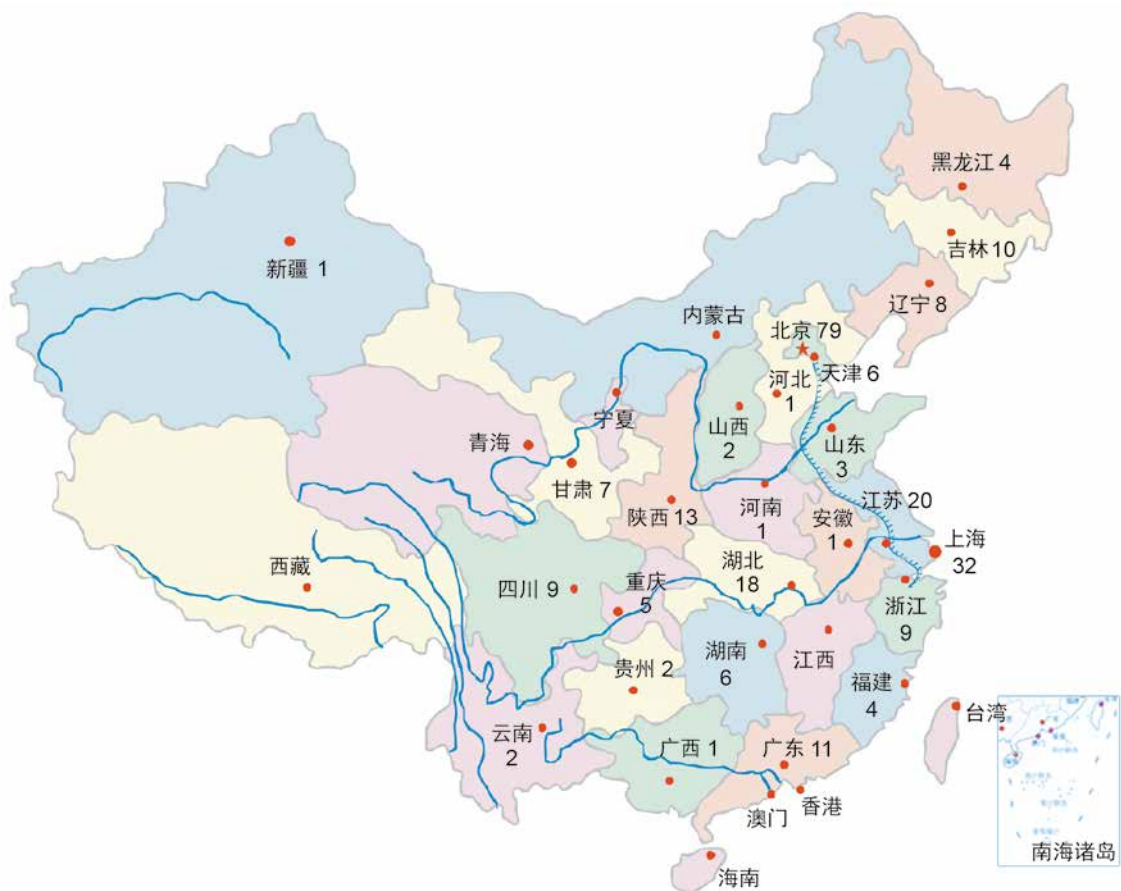 黑龙江 4
吉林 10
新疆 1
辽宁 8
内蒙古
北京 79
天津 6
河北
1
宁夏
山西
2
青海
山东
3
甘肃 7
陕西 13
河南
1
江苏 20
安徽
1
上海
32
西藏
四川 9
重庆
5
湖北
18
浙江
9
贵州 2
湖南
6
江西
福建
4
云南
2
广西 1
广东 11
台湾
香港
澳门
海南
南海诸岛